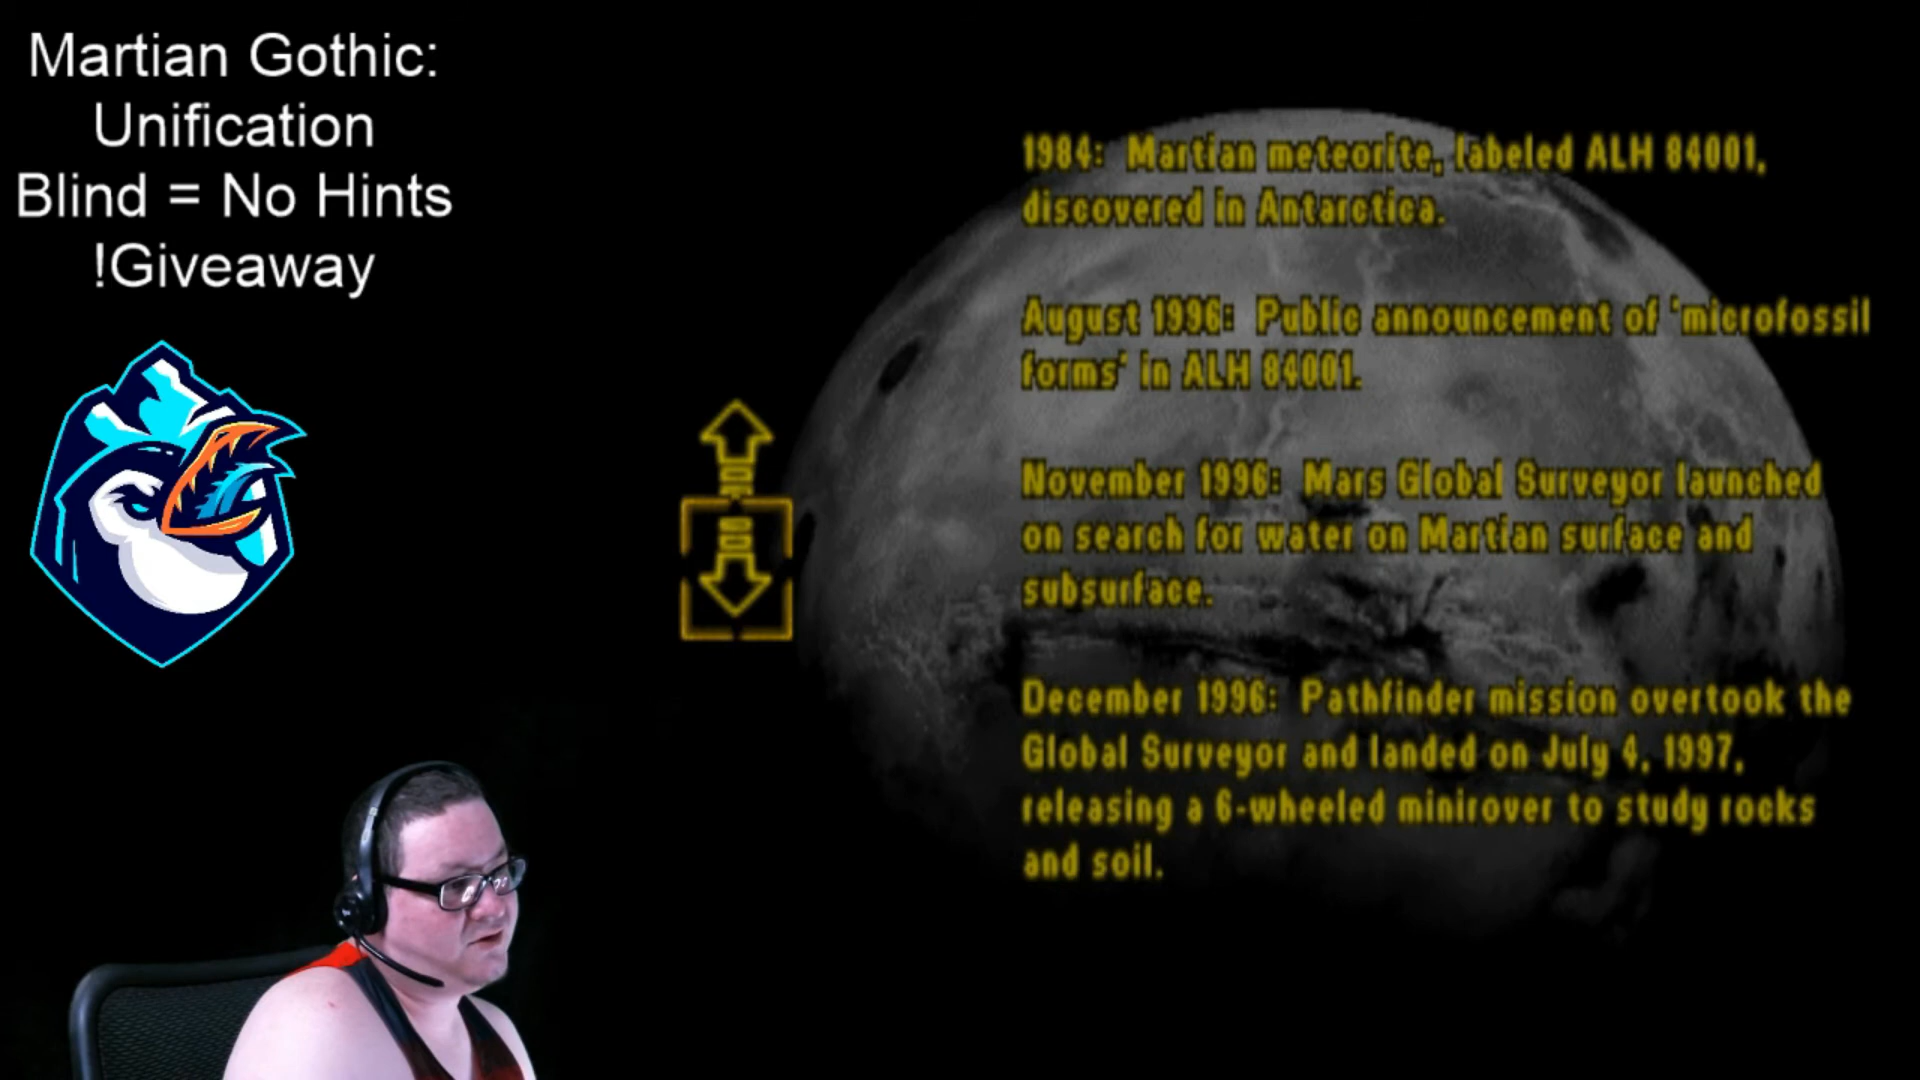 Martian Gothic:
Unification
Blind = No Hints
!Giveaway
1984: Martian meteorite, labeled ALH 84001,
discovered in Antarctica.
August 1996: Public announcement of 'microfossil
forms' in ALH 84001.
November 1996: Mars Global Surveyor launched
on search for water on Martian surface and
subsurface.
December 1996: Pathfinder mission overtook the
Global Surveyor and landed on July 4, 1997,
releasing a 6-wheeled minirover to study rocks
and soil.